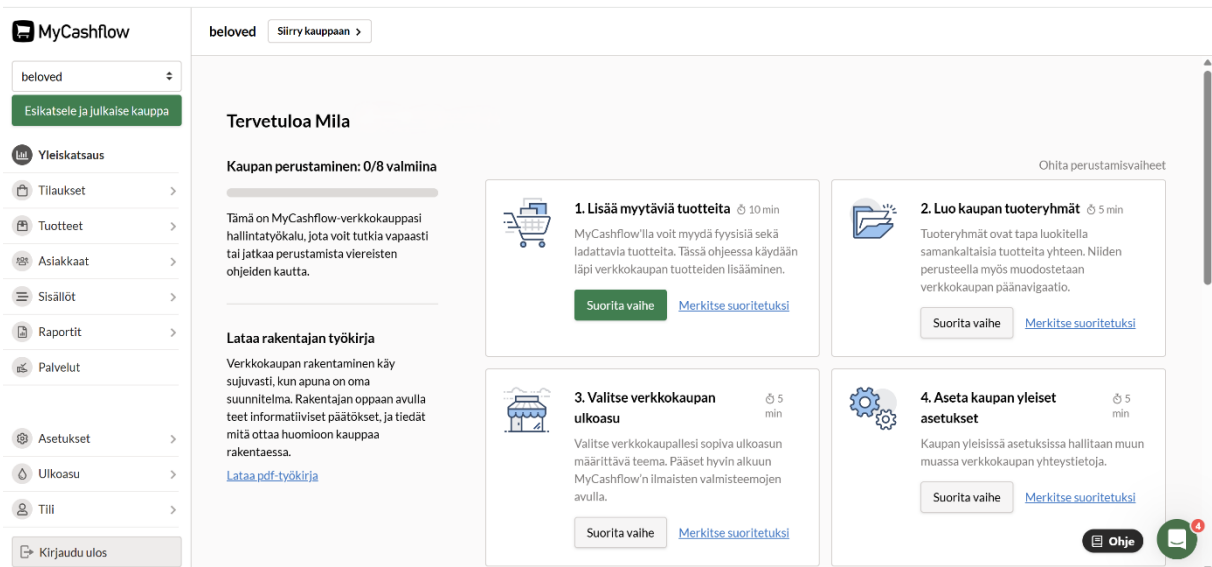 MyCashflow
beloved
Siirry kauppaan
beloved
Esikatsele ja julkaise kauppa
Yleiskatsaus
Tilaukset
Tuotteet
Asiakkaat
Sisällöt
Raportit
Palvelut
Asetukset
Ulkoasu
Tili
Kirjaudu ulos
Tervetuloa Mila
Kaupan perustaminen: 0/8 valmiina
Tämä on MyCashflow-verkkokauppasi
hallintatyökalu, jota voit tutkia vapaasti
tai jatkaa perustamista viereisten
ohjeiden kautta.
Lataa rakentajan työkirja
Verkkokaupan rakentaminen käy
sujuvasti, kun apuna on oma
suunnitelma. Rakentajan oppaan avulla
teet informatiiviset päätökset, ja tiedät
mitä ottaa huomioon kauppaa
rakentaessa.
Lataa pdf-työkirja
Ohita perustamisvaiheet
1. Lisää myytäviä tuotteita 10 min
MyCashflow'lla voit myydä fyysisiä sekä
ladattavia tuotteita. Tässä ohjeessa käydään
läpi verkkokaupan tuotteiden lisääminen.
Suorita vaihe Merkitse suoritetuksi
2. Luo kaupan tuoteryhmät 5 min
Tuoteryhmät ovat tapa luokitella
samankaltaisia tuotteita yhteen. Niiden
perusteella myös muodostetaan
verkkokaupan päänavigaatio.
Suorita vaihe Merkitse suoritetuksi
3. Valitse verkkokaupan 5
ulkoasu min
Valitse verkkokaupallesi sopiva ulkoasun
määrittävä teema. Pääset hyvin alkuun
MyCashflow'n ilmaisten valmisteemojen
avulla.
Suorita vaihe Merkitse suoritetuksi
4. Aseta kaupan yleiset 5
asetukset min
Kaupan yleisissä asetuksissa hallitaan muun
muassa verkkokaupan yhteystietoja.
Suorita vaihe Merkitse suoritetuksi
Ohje
4